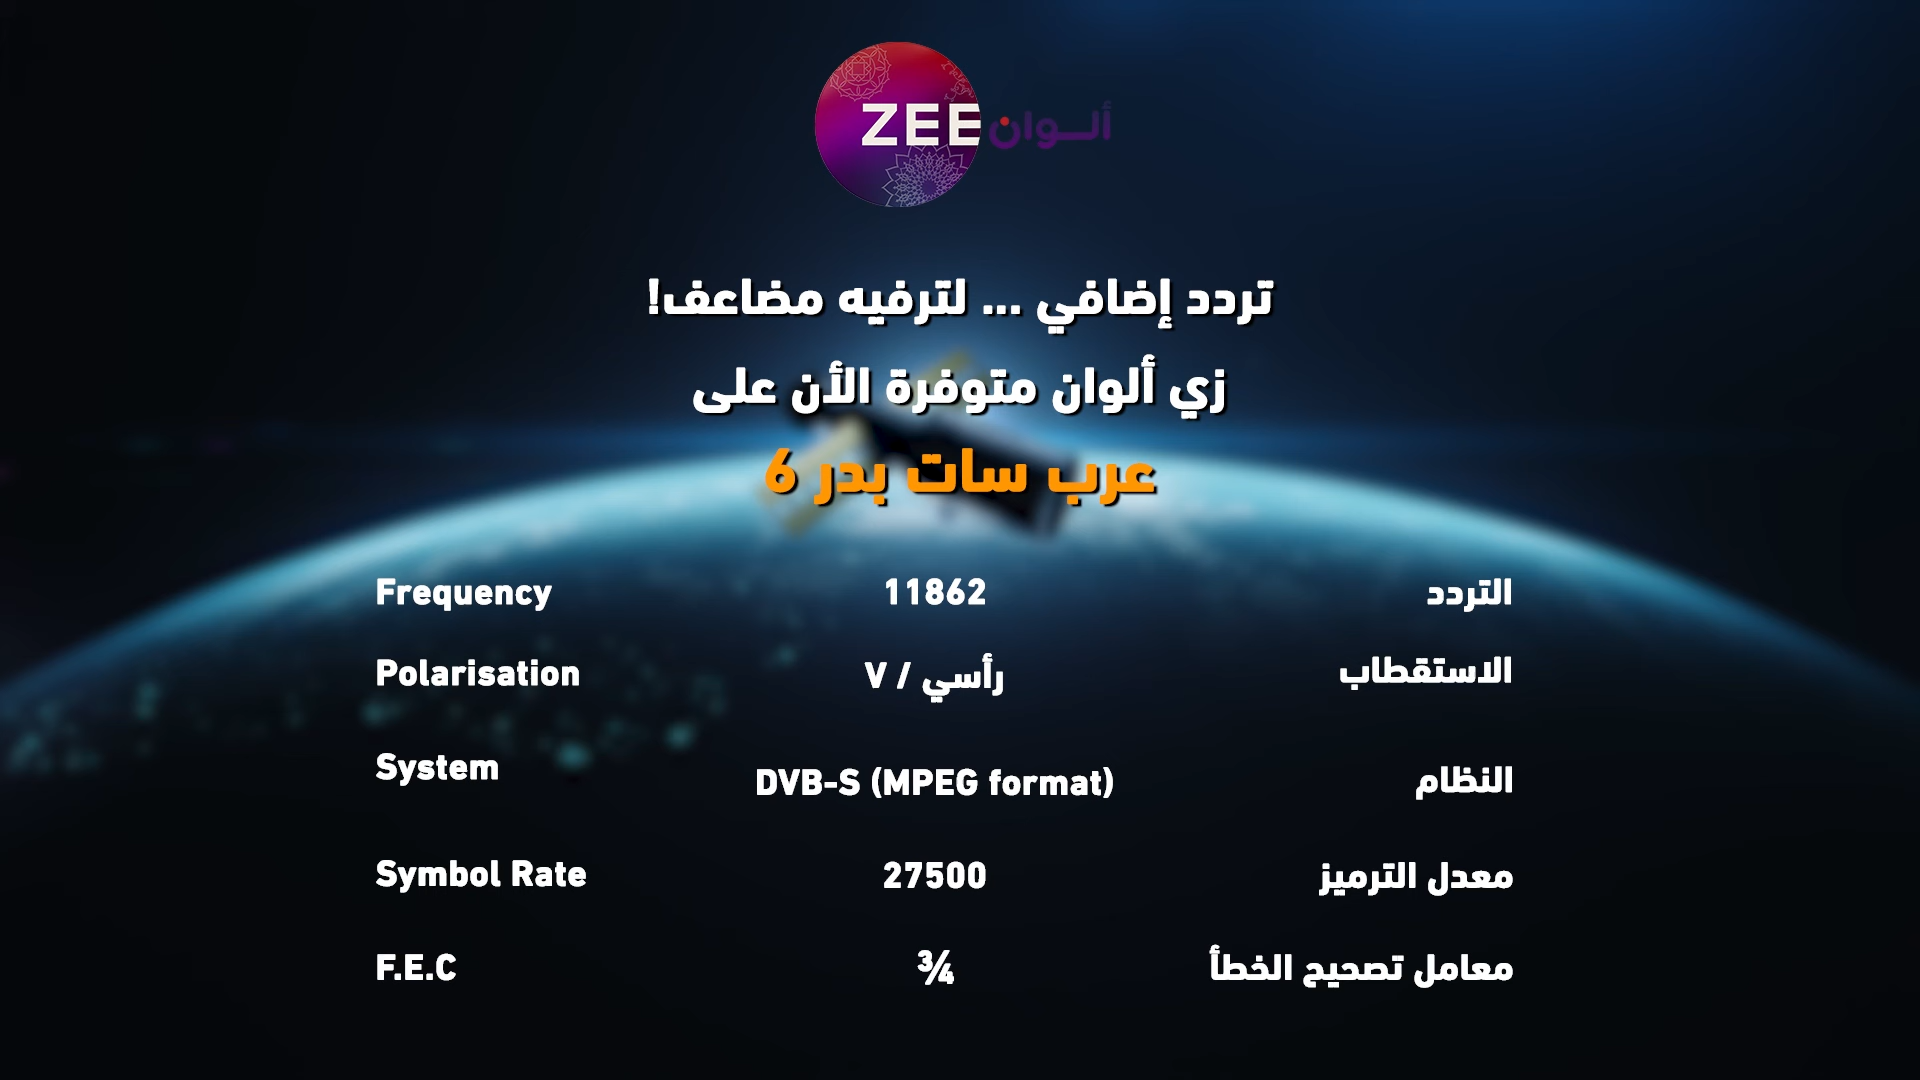 ZEE ألـوان
تردد إضافي ... لترفيه مضاعف!
زي ألوان متوفرة الأن على
عرب سات بدر 6
Frequency 11862 التردد
Polarisation رأسي / V الاستقطاب
System DVB-S (MPEG format) النظام
Symbol Rate 27500 معدل الترميز
F.E.C ¾ معامل تصحيح الخطأ